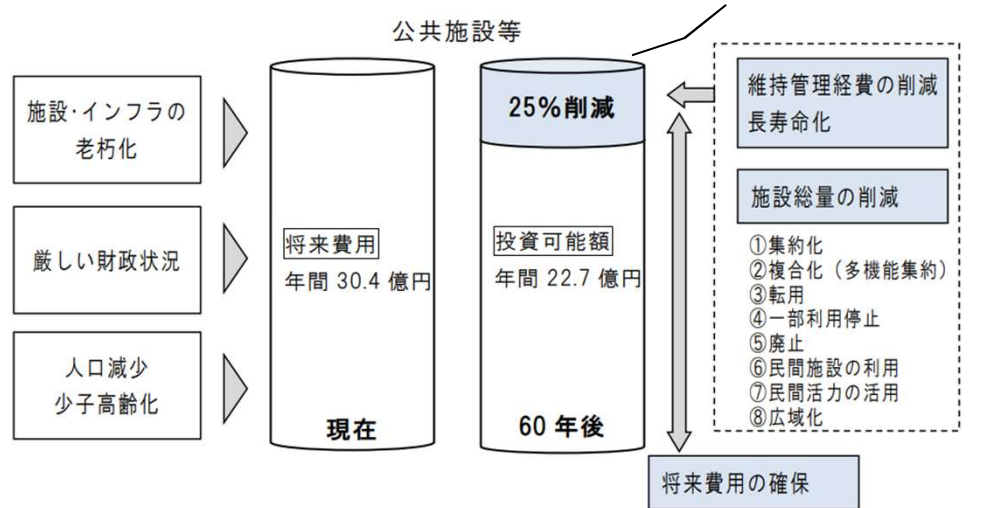 公共施設等
施設・インフラの
老朽化
厳しい財政状況
人口減少
少子高齢化
将来費用
年間 30.4 億円
現在
25%削減
投資可能額
年間 22.7 億円
60 年後
維持管理経費の削減
長寿命化
施設総量の削減
①集約化
②複合化（多機能集約）
③転用
④一部利用停止
⑤廃止
⑥民間施設の利用
⑦民間活力の活用
⑧広域化
将来費用の確保